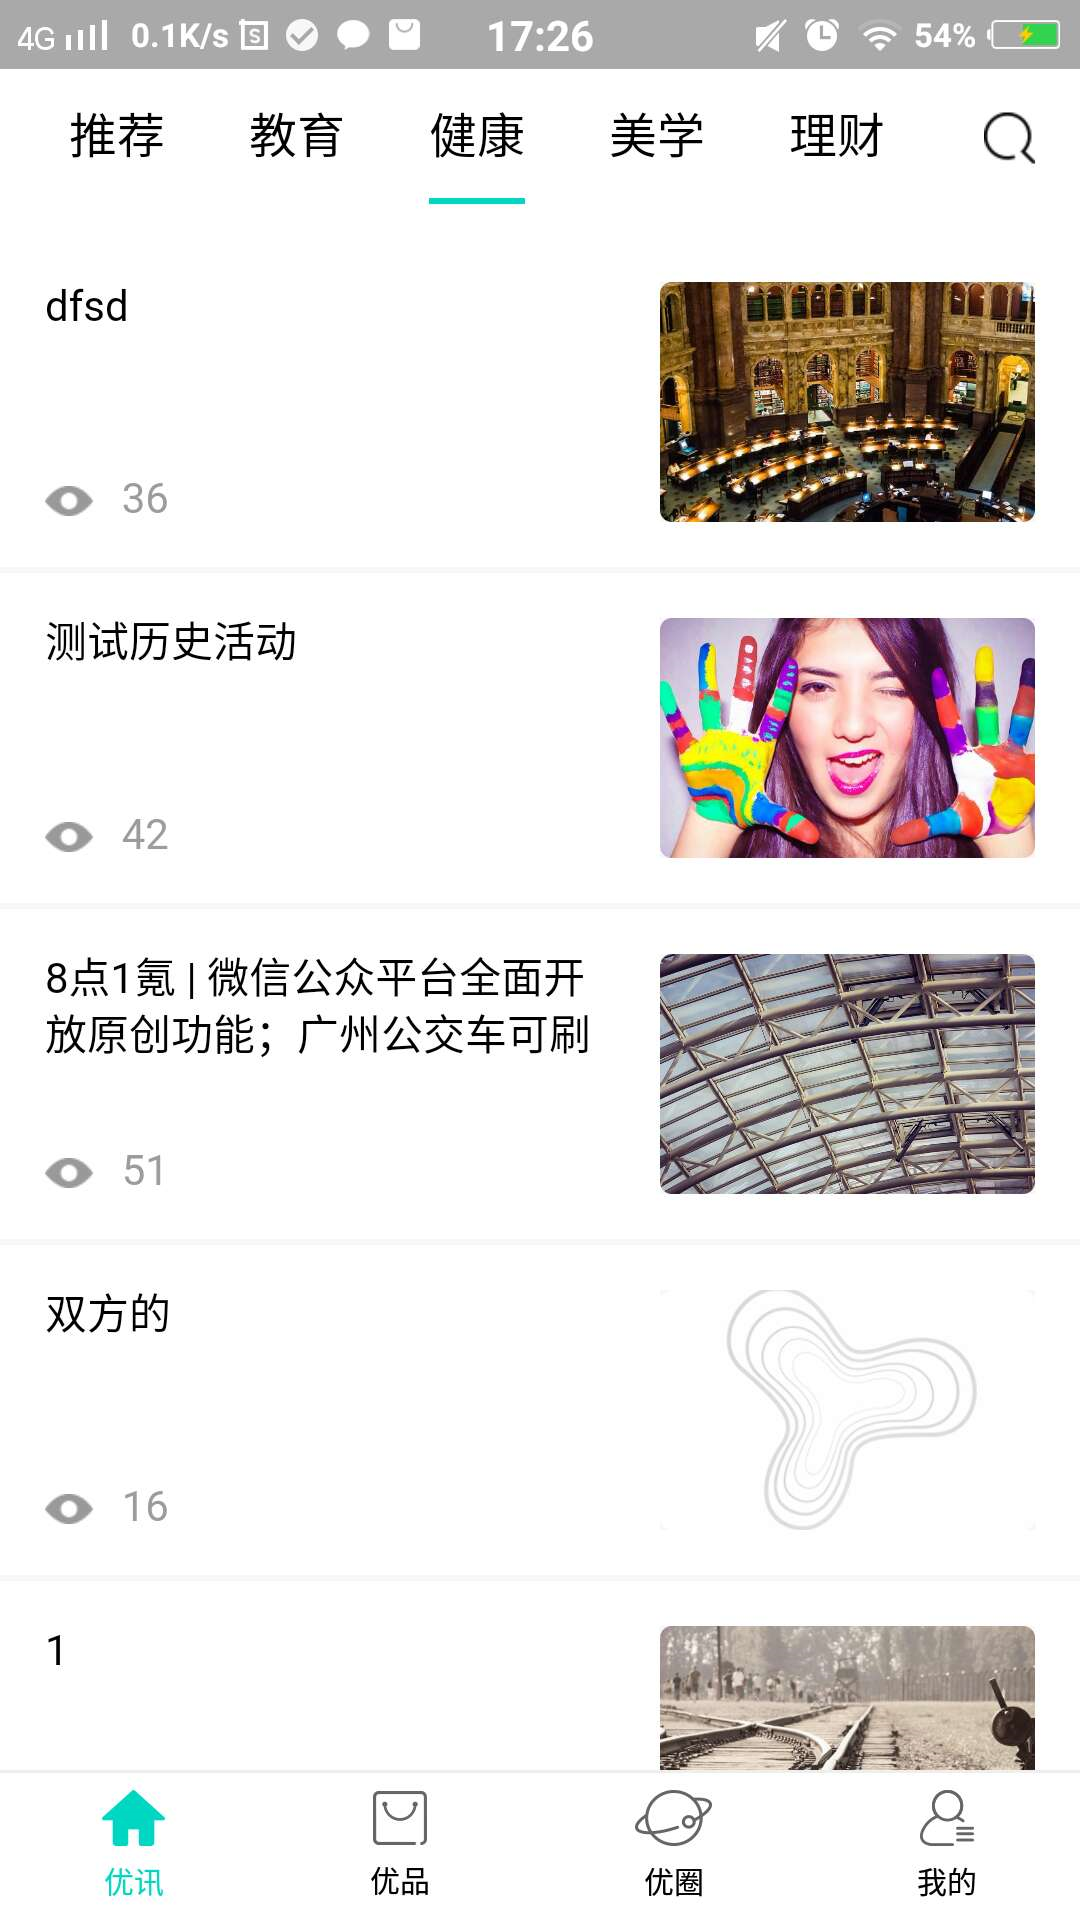 4G 0.1K/s S 17:26 54%
推荐 教育 健康 美学 理财
dfsd
36
测试历史活动
42
8点1氪 | 微信公众平台全面开
放原创功能；广州公交车可刷
51
双方的
16
1
优讯 优品 优圈 我的